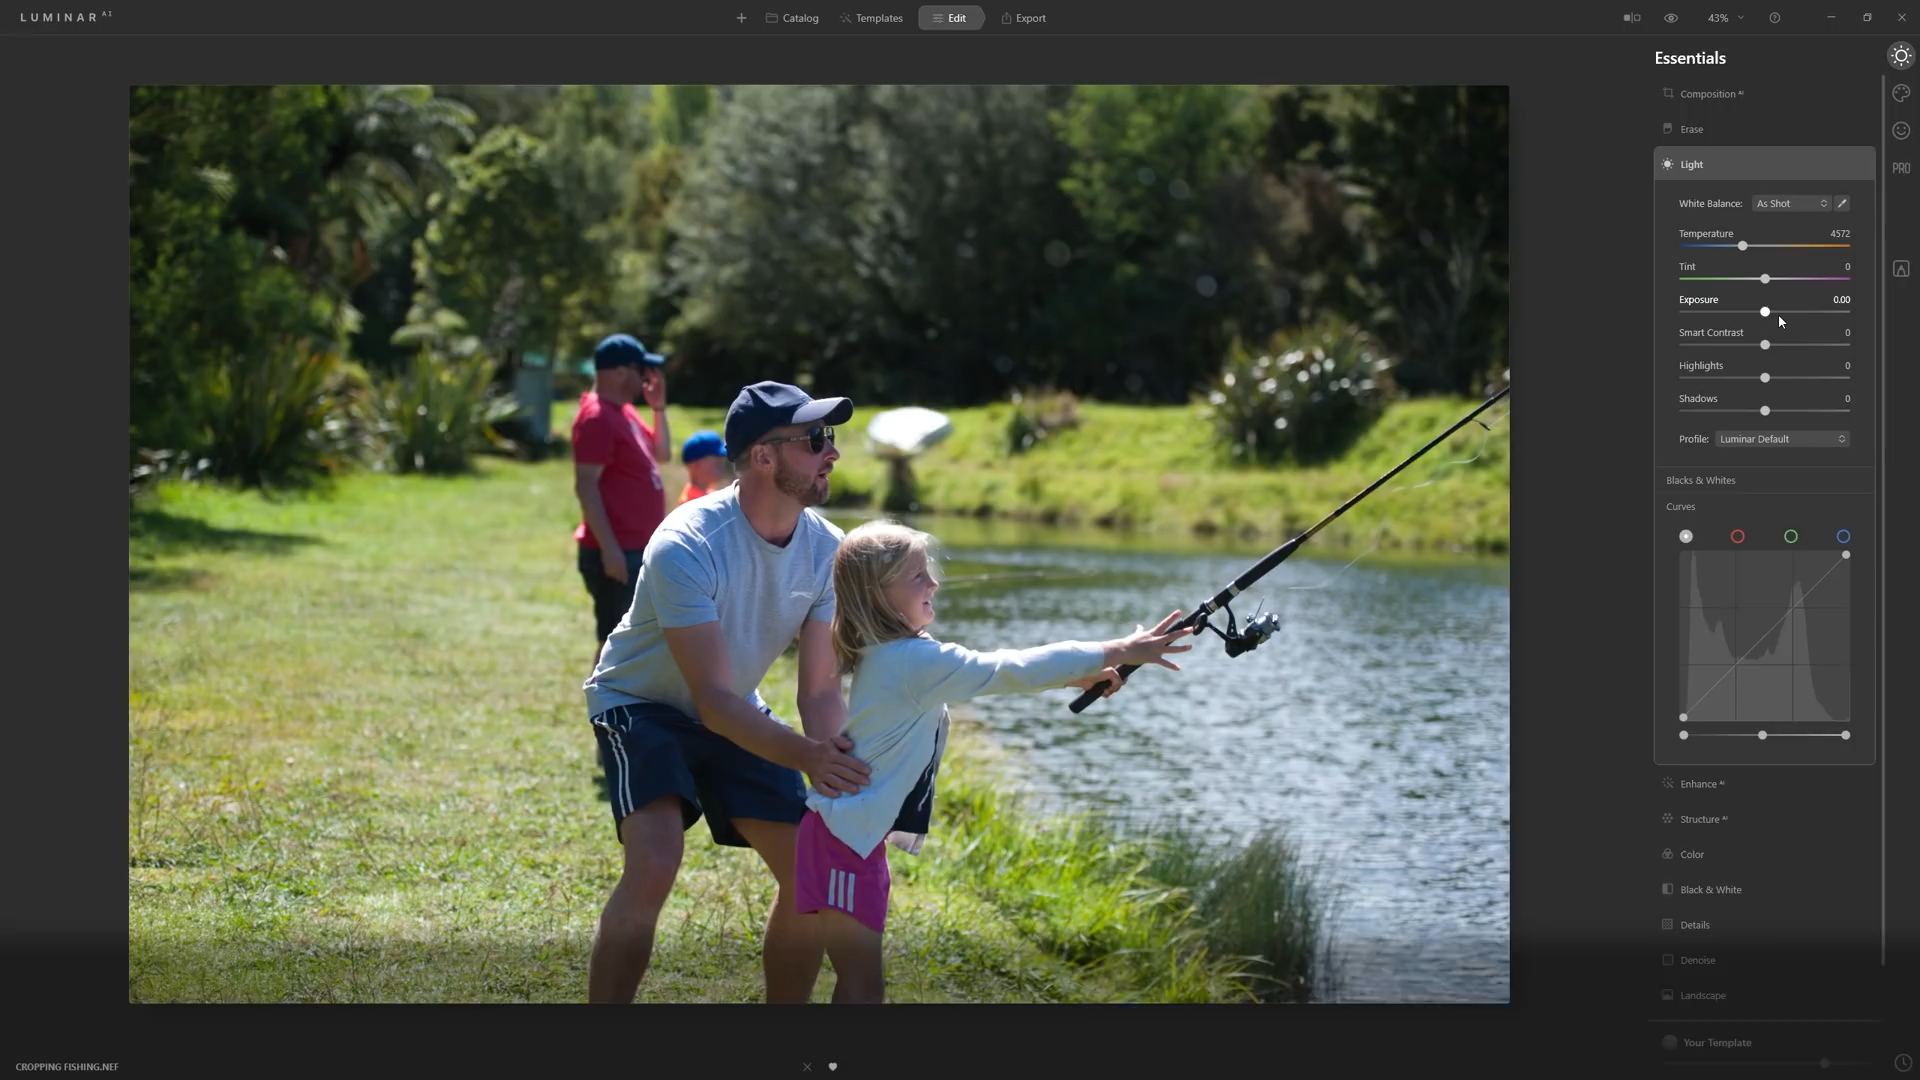 LUMINAR AI
+ Catalog Templates Edit Export
43%
Essentials
Composition AI
Erase
Light
White Balance: As Shot
Temperature 4572
Tint 0
Exposure 0.00
Smart Contrast 0
Highlights 0
Shadows 0
Profile: Luminar Default
Blacks & Whites
Curves
Enhance AI
Structure AI
Color
Black & White
Details
Denoise
Landscape
Your Template
PRO
CROPPING FISHING.NEF